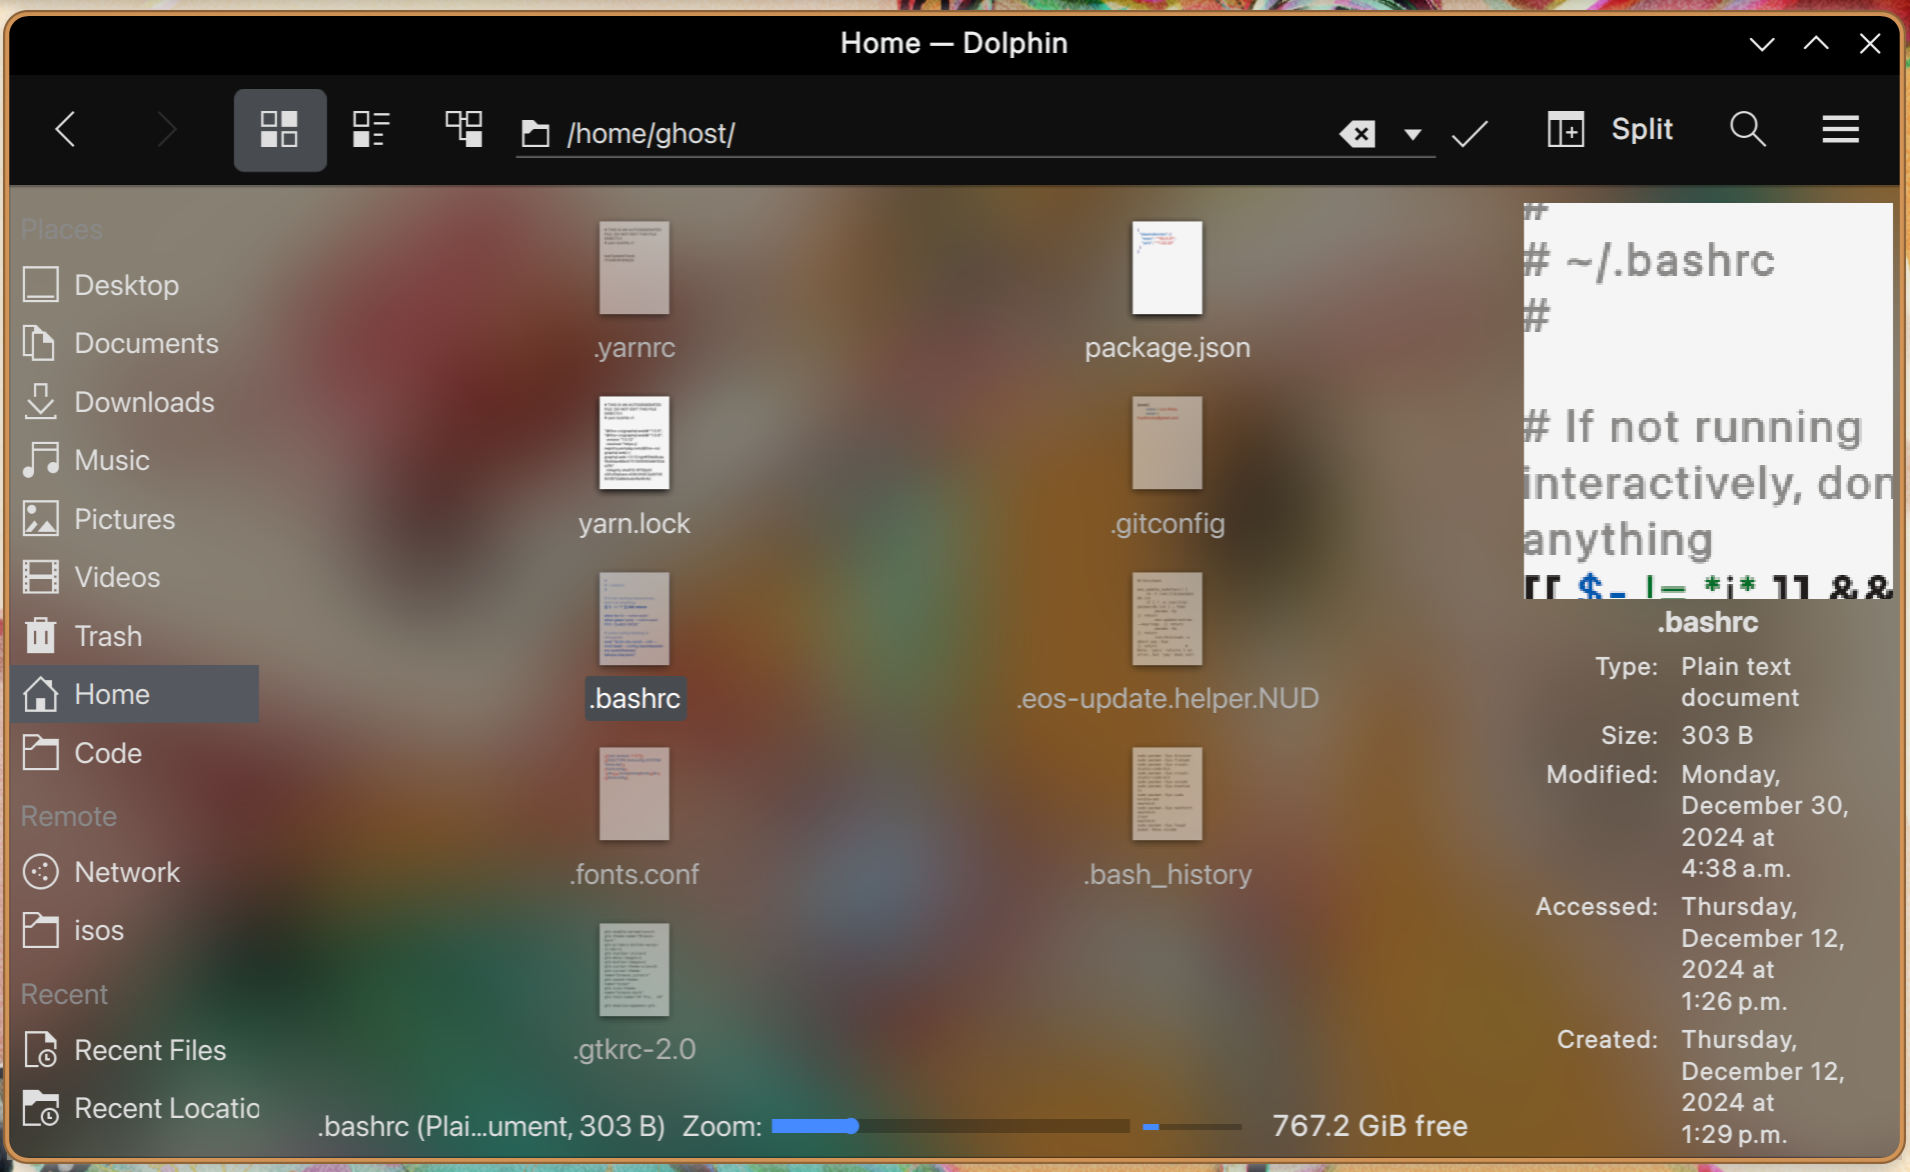 Home — Dolphin
/home/ghost/
Split
Places
Desktop
Documents
Downloads
Music
Pictures
Videos
Trash
Home
Code
Remote
Network
isos
Recent
Recent Files
Recent Locatio
.yarnrc
package.json
yarn.lock
.gitconfig
.bashrc
.eos-update.helper.NUD
.fonts.conf
.bash_history
.gtkrc-2.0
.bashrc (Plai...ument, 303 B)
Zoom:
767.2 GiB free
#
# ~/.bashrc
#
# If not running
interactively, don
anything
[[ $- != *i* ]] &&
.bashrc
Type: Plain text
document
Size: 303 B
Modified: Monday,
December 30,
2024 at
4:38 a.m.
Accessed: Thursday,
December 12,
2024 at
1:26 p.m.
Created: Thursday,
December 12,
2024 at
1:29 p.m.